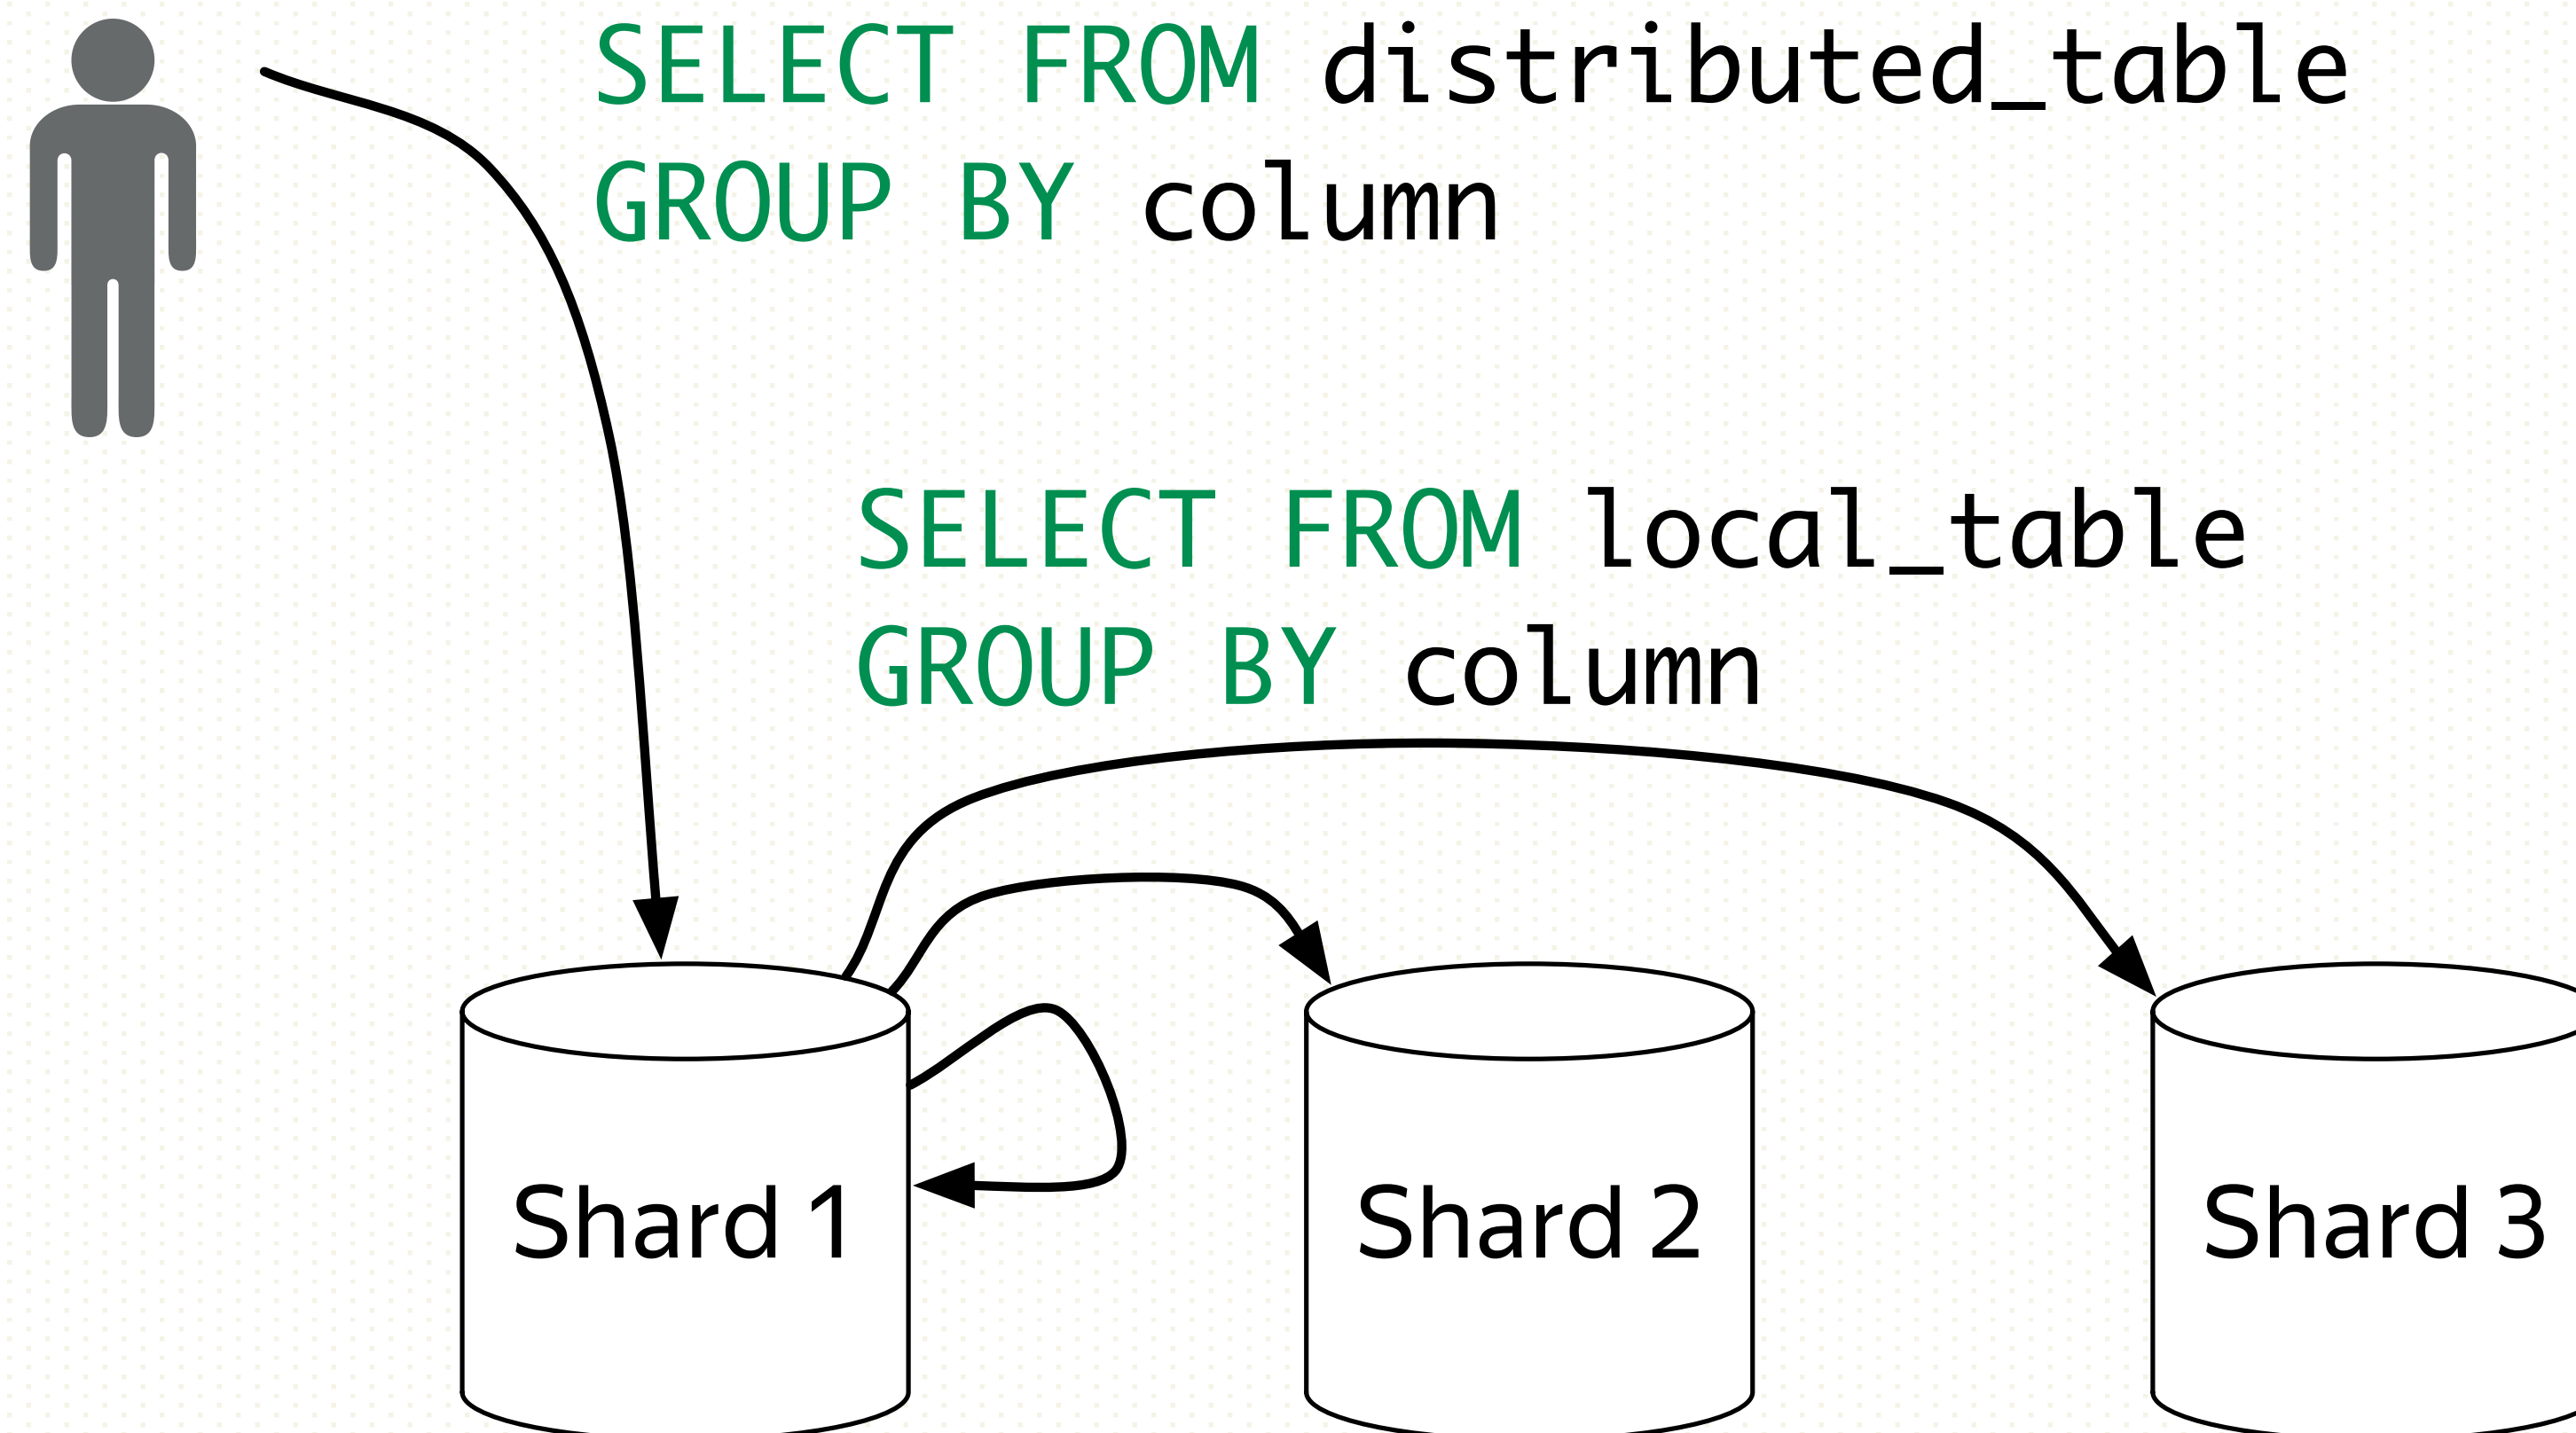 SELECT FROM distributed_table
GROUP BY column
SELECT FROM local_table
GROUP BY column
Shard 1
Shard 2
Shard 3